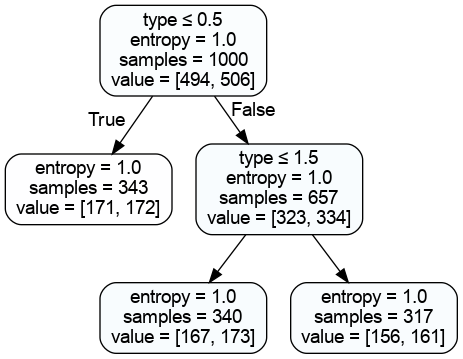 type ≤ 0.5
entropy = 1.0
samples = 1000
value = [494, 506]
True
False
entropy = 1.0
samples = 343
value = [171, 172]
type ≤ 1.5
entropy = 1.0
samples = 657
value = [323, 334]
entropy = 1.0
samples = 340
value = [167, 173]
entropy = 1.0
samples = 317
value = [156, 161]